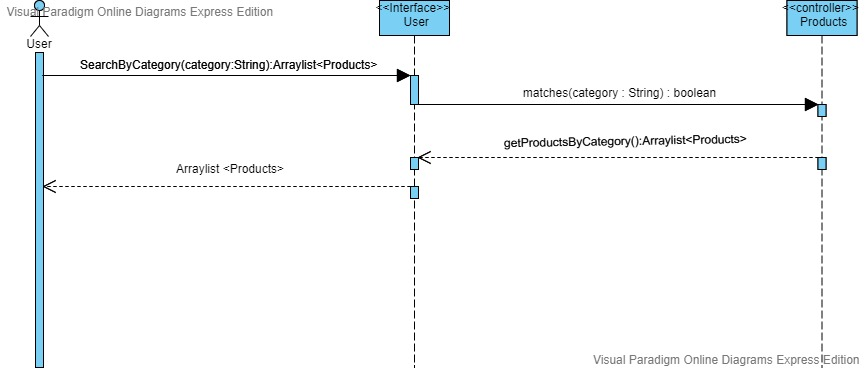 Visual Paradigm Online Diagrams Express Edition
User
<<Interface>>
User
<<controller>>
Products
SearchByCategory(category:String):Arraylist<Products>
matches(category : String) : boolean
getProductsByCategory():Arraylist<Products>
Arraylist <Products>
Visual Paradigm Online Diagrams Express Edition